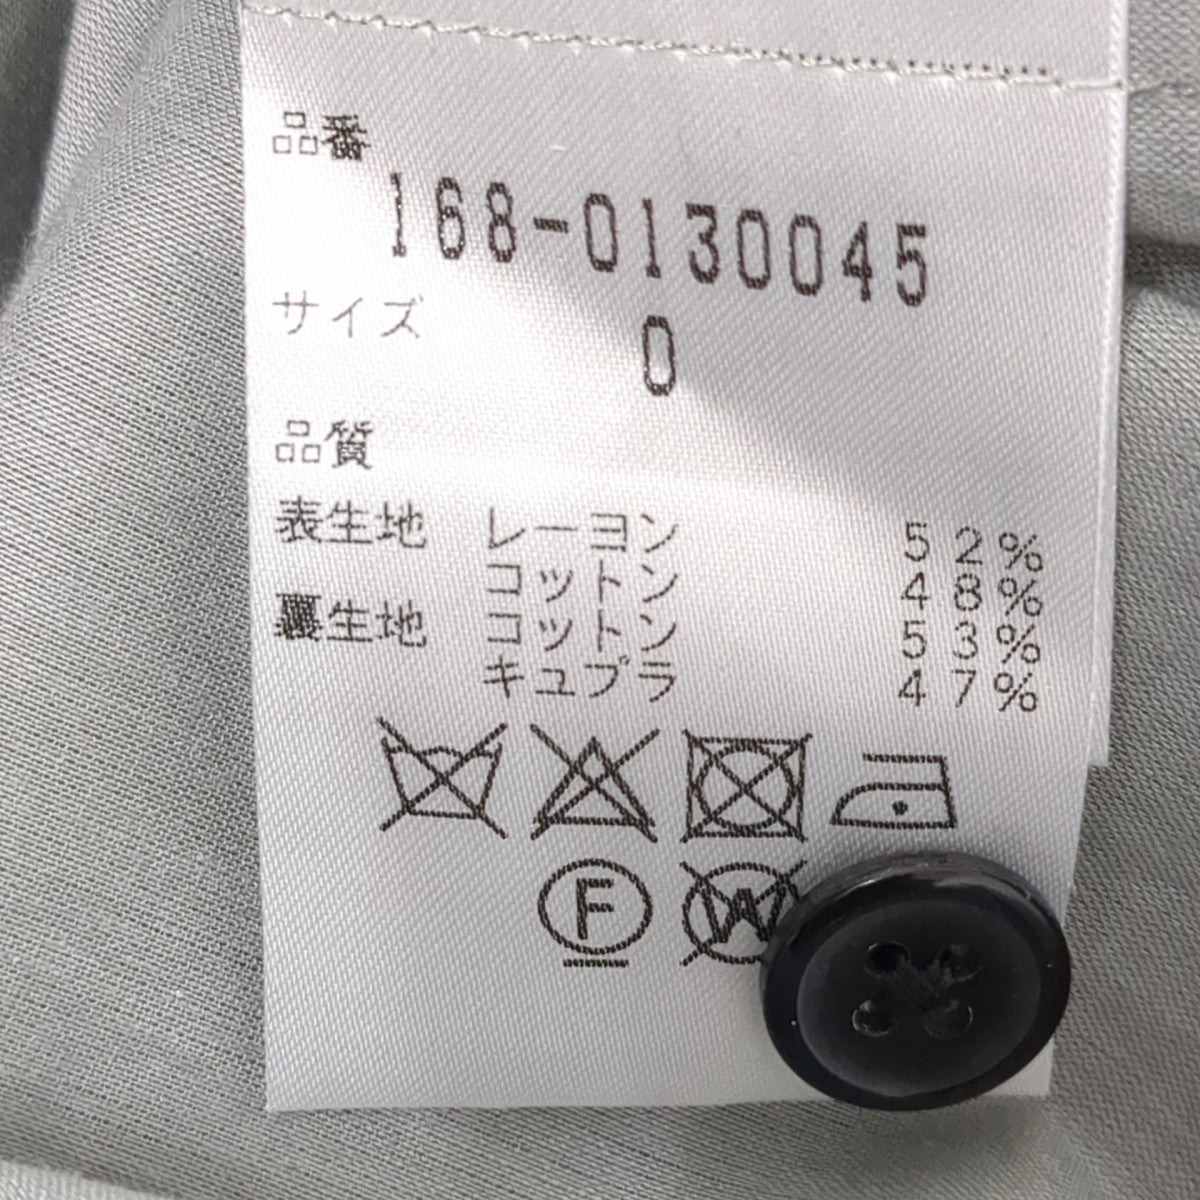 品番
168-0130045
サイズ 0
品質
表生地 レーヨン 52%
コットン 48%
裏生地 コットン 53%
キュプラ 47%
F W